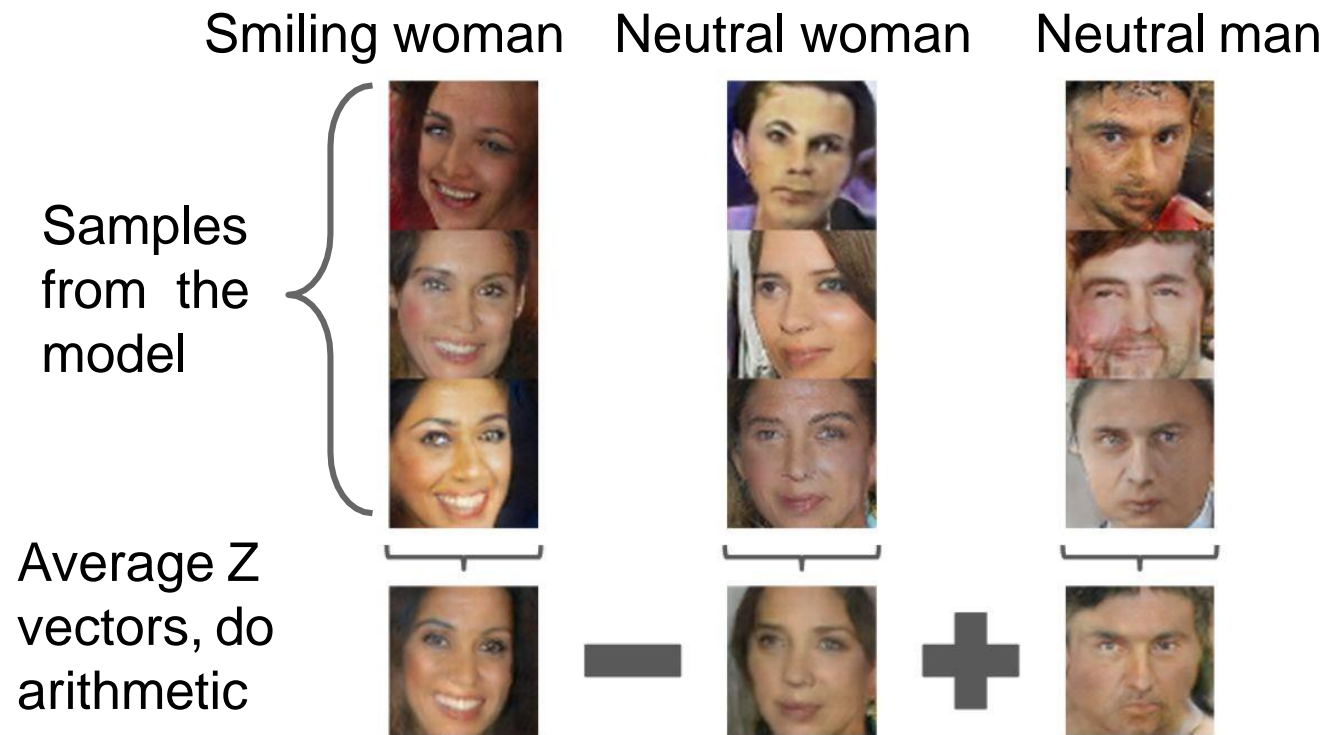 Smiling woman Neutral woman Neutral man
Samples
from the
model
Average Z
vectors, do
arithmetic